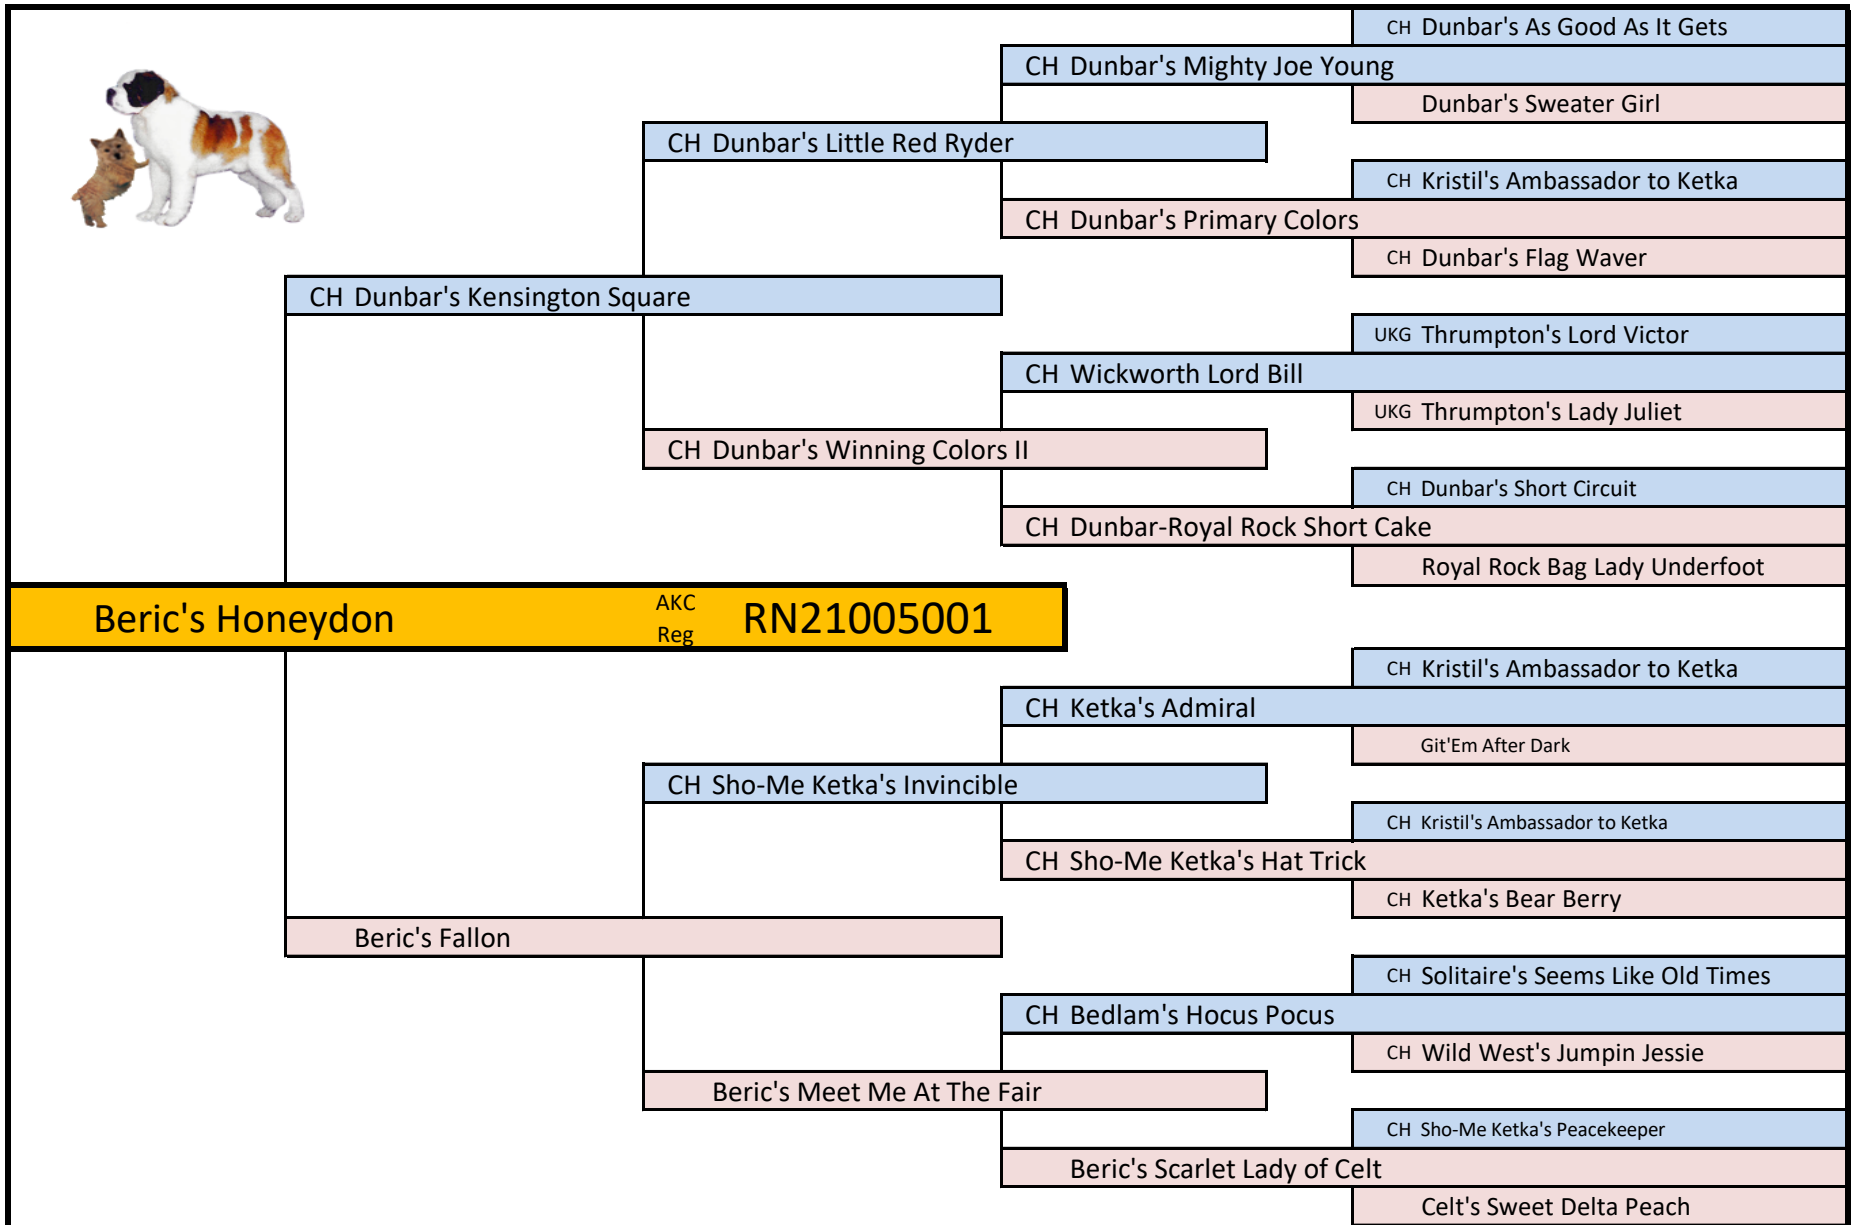 CH Dunbar's As Good As It Gets
CH Dunbar's Mighty Joe Young
Dunbar's Sweater Girl
CH Dunbar's Little Red Ryder
CH Kristil's Ambassador to Ketka
CH Dunbar's Primary Colors
CH Dunbar's Flag Waver
CH Dunbar's Kensington Square
UKG Thrumpton's Lord Victor
CH Wickworth Lord Bill
UKG Thrumpton's Lady Juliet
CH Dunbar's Winning Colors II
CH Dunbar's Short Circuit
CH Dunbar-Royal Rock Short Cake
Royal Rock Bag Lady Underfoot
Beric's Honeydon AKC Reg RN21005001
CH Kristil's Ambassador to Ketka
CH Ketka's Admiral
Git'Em After Dark
CH Sho-Me Ketka's Invincible
CH Kristil's Ambassador to Ketka
CH Sho-Me Ketka's Hat Trick
CH Ketka's Bear Berry
Beric's Fallon
CH Solitaire's Seems Like Old Times
CH Bedlam's Hocus Pocus
CH Wild West's Jumpin Jessie
Beric's Meet Me At The Fair
CH Sho-Me Ketka's Peacekeeper
Beric's Scarlet Lady of Celt
Celt's Sweet Delta Peach